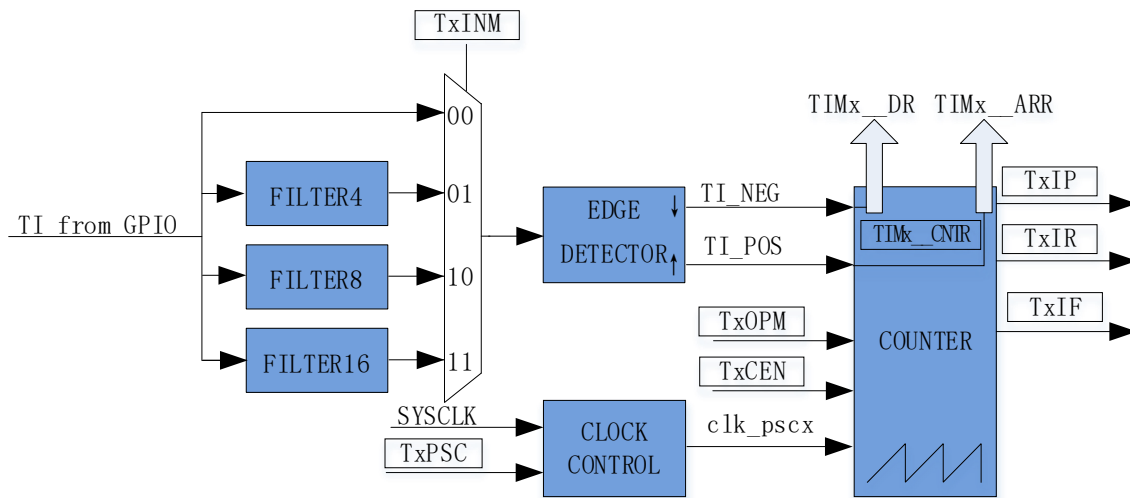 TxINM
TIMx__DR
TIMx__ARR
00
FILTER4
01
TI from GPIO
FILTER8
10
FILTER16
11
EDGE ↓
DETECTOR↑
TI_NEG
TI_POS
TIMx__CNTR
TxIP
TxIR
TxIF
TxOPM
TxCEN
COUNTER
SYSCLK
TxPSC
CLOCK
CONTROL
clk_pscx